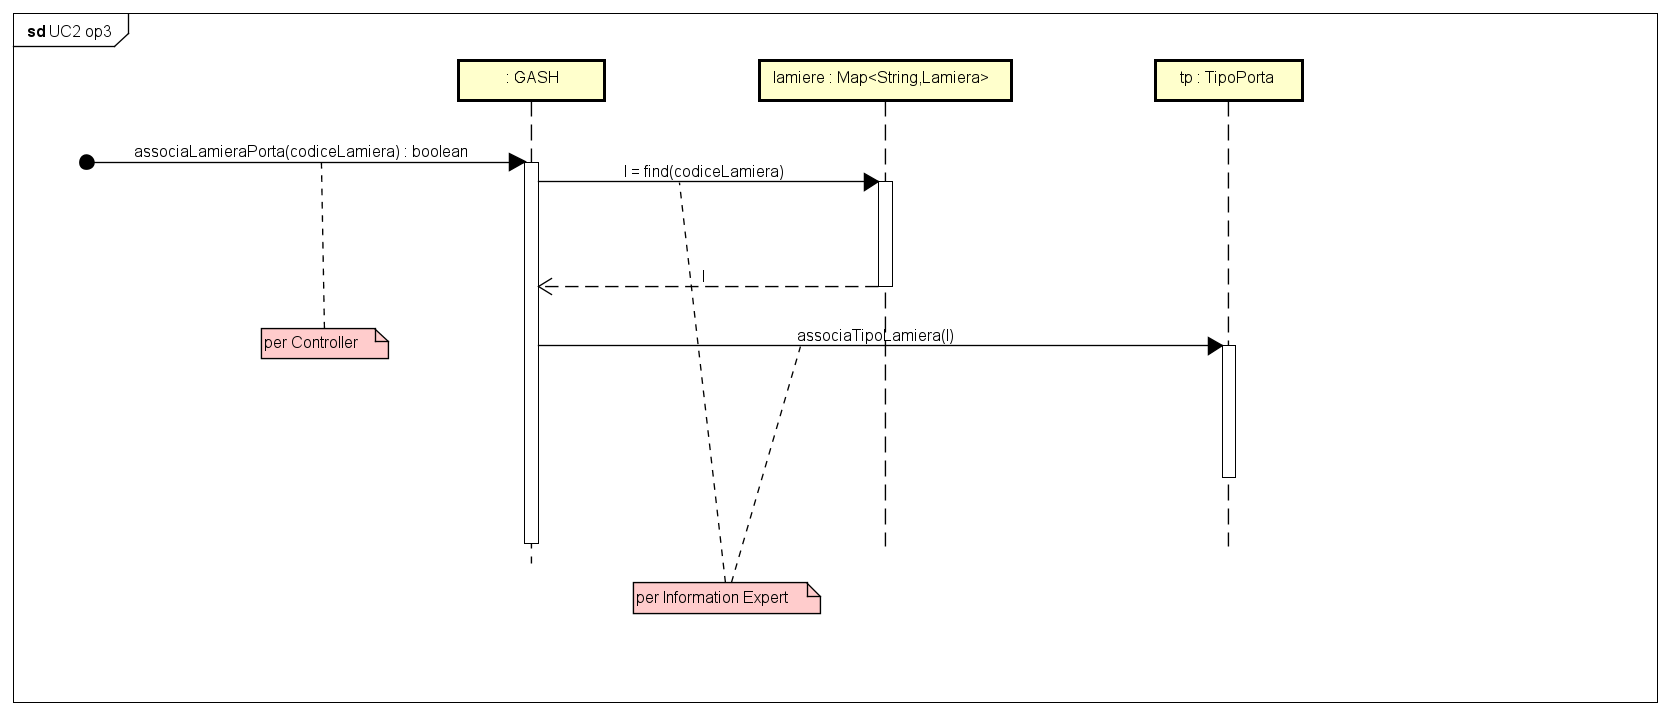 sd UC2 op3
: GASH
lamiere : Map<String,Lamiera>
tp : TipoPorta
associaLamieraPorta(codiceLamiera) : boolean
l = find(codiceLamiera)
l
associaTipoLamiera(l)
per Controller
per Information Expert